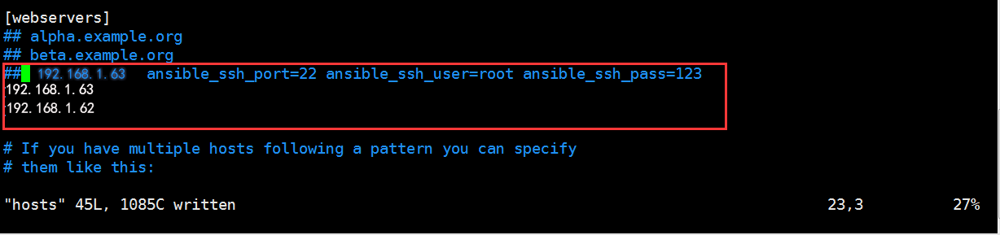 [webservers]
## alpha.example.org
## beta.example.org
## 192.168.1.63 ansible_ssh_port=22 ansible_ssh_user=root ansible_ssh_pass=123
192.168.1.63
192.168.1.62
# If you have multiple hosts following a pattern you can specify
# them like this:
"hosts" 45L, 1085C written 23,3 27%